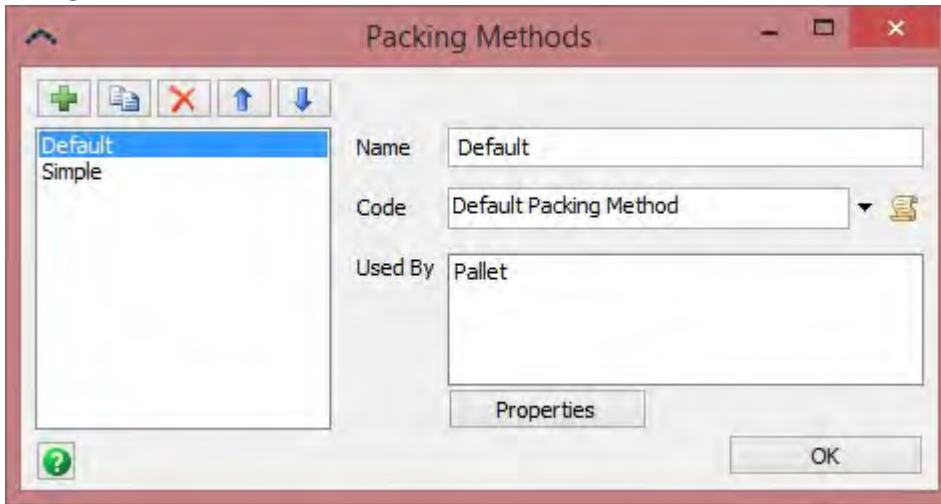 Packing Methods
Default
Simple
Name
Default
Code
Default Packing Method
Used By
Pallet
Properties
OK